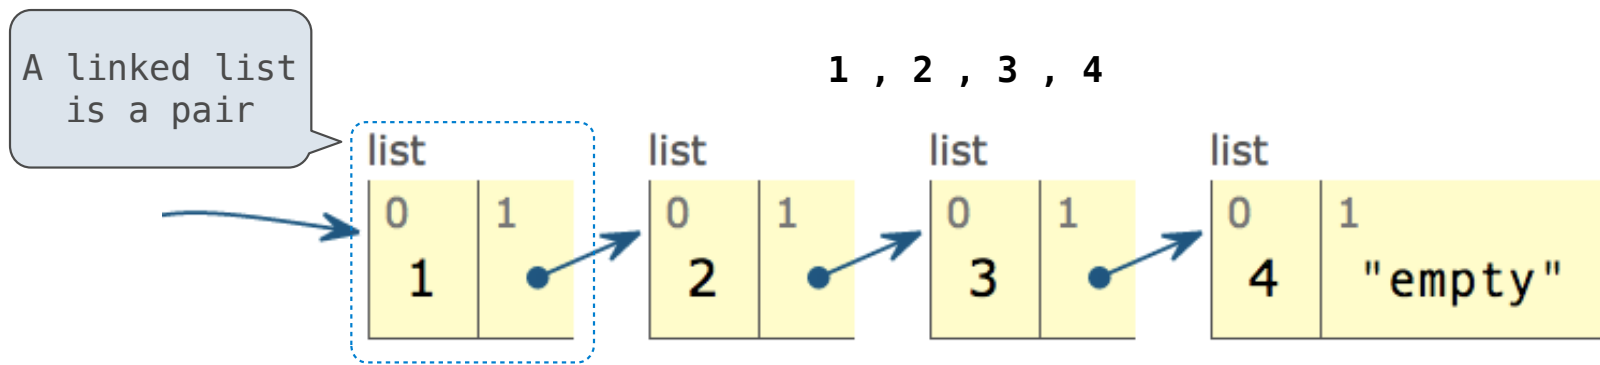 A linked list
is a pair
1 , 2 , 3 , 4
list list list list
0 1 0 1 0 1 0 1
1 2 3 4 "empty"